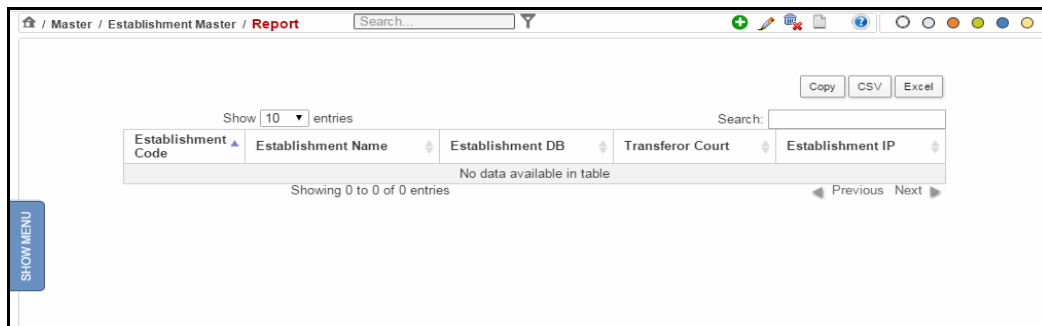 / Master / Establishment Master / Report Search...
Copy CSV Excel
Show 10 entries Search:
Establishment Code Establishment Name Establishment DB Transferor Court Establishment IP
No data available in table
Showing 0 to 0 of 0 entries Previous Next
SHOW MENU